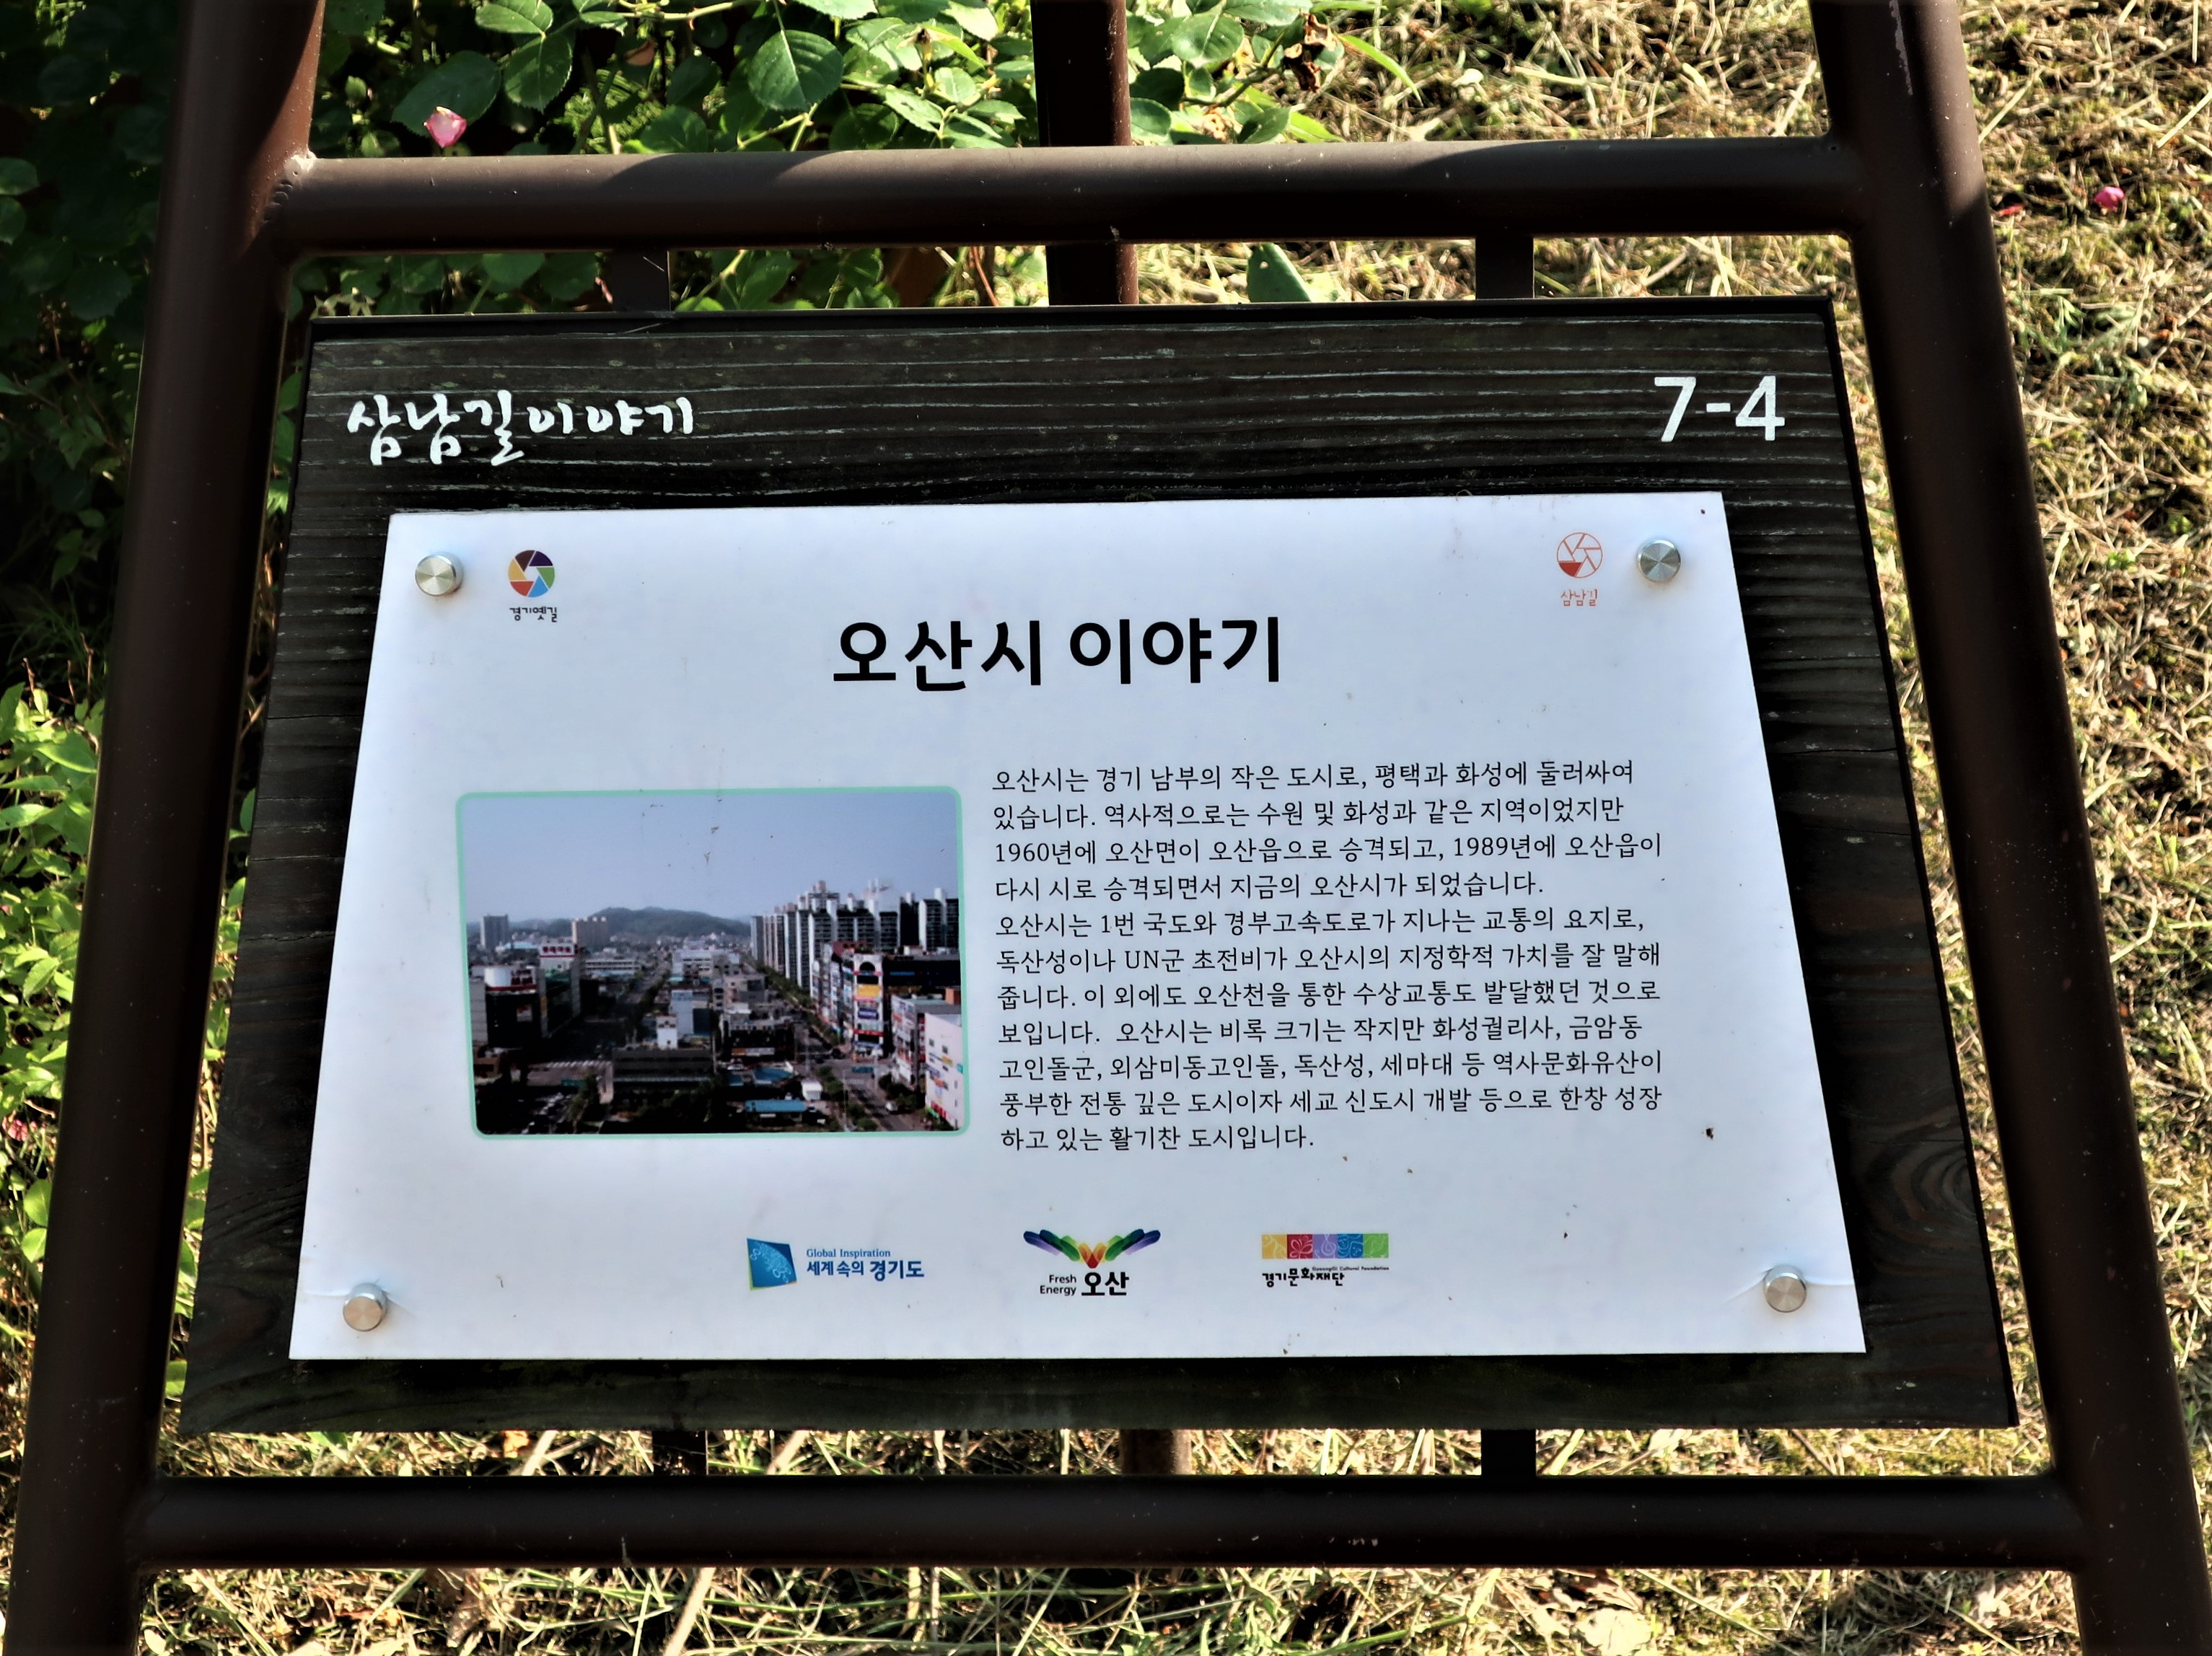 삼남길이야기
7-4
경기옛길
삼남길
오산시 이야기
오산시는 경기 남부의 작은 도시로, 평택과 화성에 둘러싸여
있습니다. 역사적으로는 수원 및 화성과 같은 지역이었지만
1960년에 오산면이 오산읍으로 승격되고, 1989년에 오산읍이
다시 시로 승격되면서 지금의 오산시가 되었습니다.
오산시는 1번 국도와 경부고속도로가 지나는 교통의 요지로,
독산성이나 UN군 초전비가 오산시의 지정학적 가치를 잘 말해
줍니다. 이 외에도 오산천을 통한 수상교통도 발달했던 것으로
보입니다. 오산시는 비록 크기는 작지만 화성궐리사, 금암동
고인돌군, 외삼미동고인돌, 독산성, 세마대 등 역사문화유산이
풍부한 전통 깊은 도시이자 세교 신도시 개발 등으로 한창 성장
하고 있는 활기찬 도시입니다.
Global Inspiration
세계 속의 경기도
Fresh
Energy 오산
GyeongGi Cultural Foundation
경기문화재단